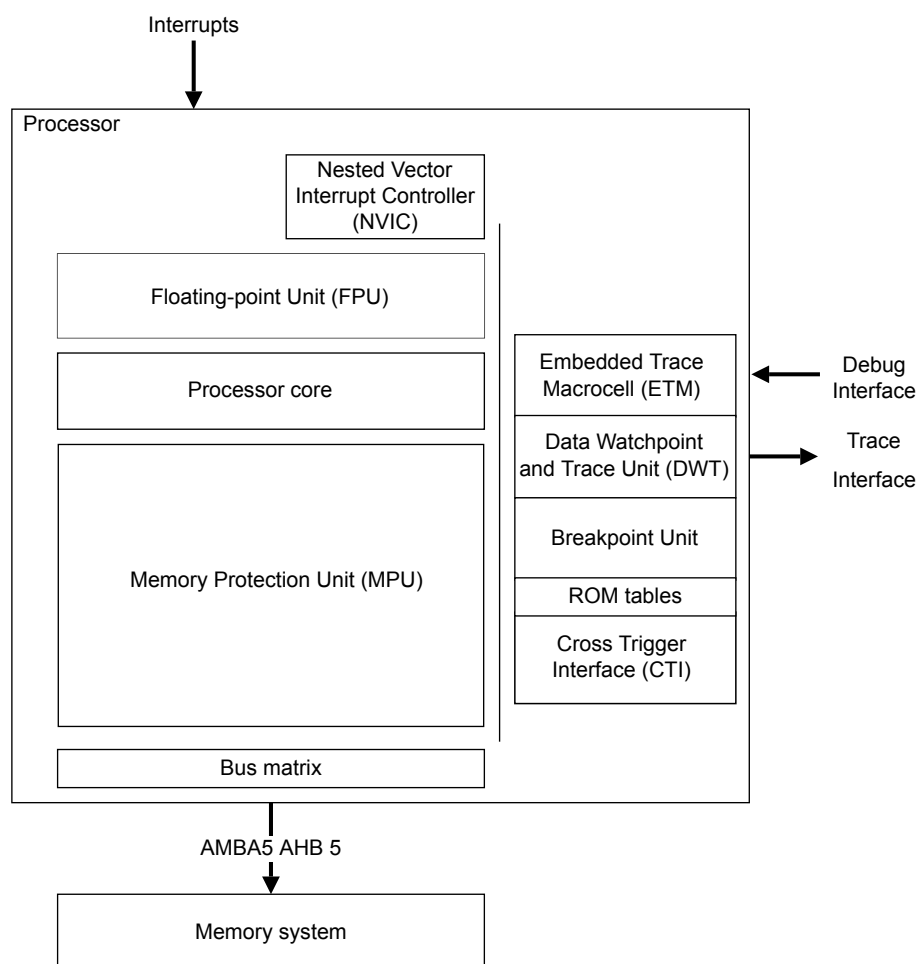 Interrupts
Processor
Nested Vector
Interrupt Controller
(NVIC)
Floating-point Unit (FPU)
Processor core
Memory Protection Unit (MPU)
Bus matrix
Embedded Trace
Macrocell (ETM)
Data Watchpoint
and Trace Unit (DWT)
Breakpoint Unit
ROM tables
Cross Trigger
Interface (CTI)
Debug
Interface
Trace
Interface
AMBA5 AHB 5
Memory system